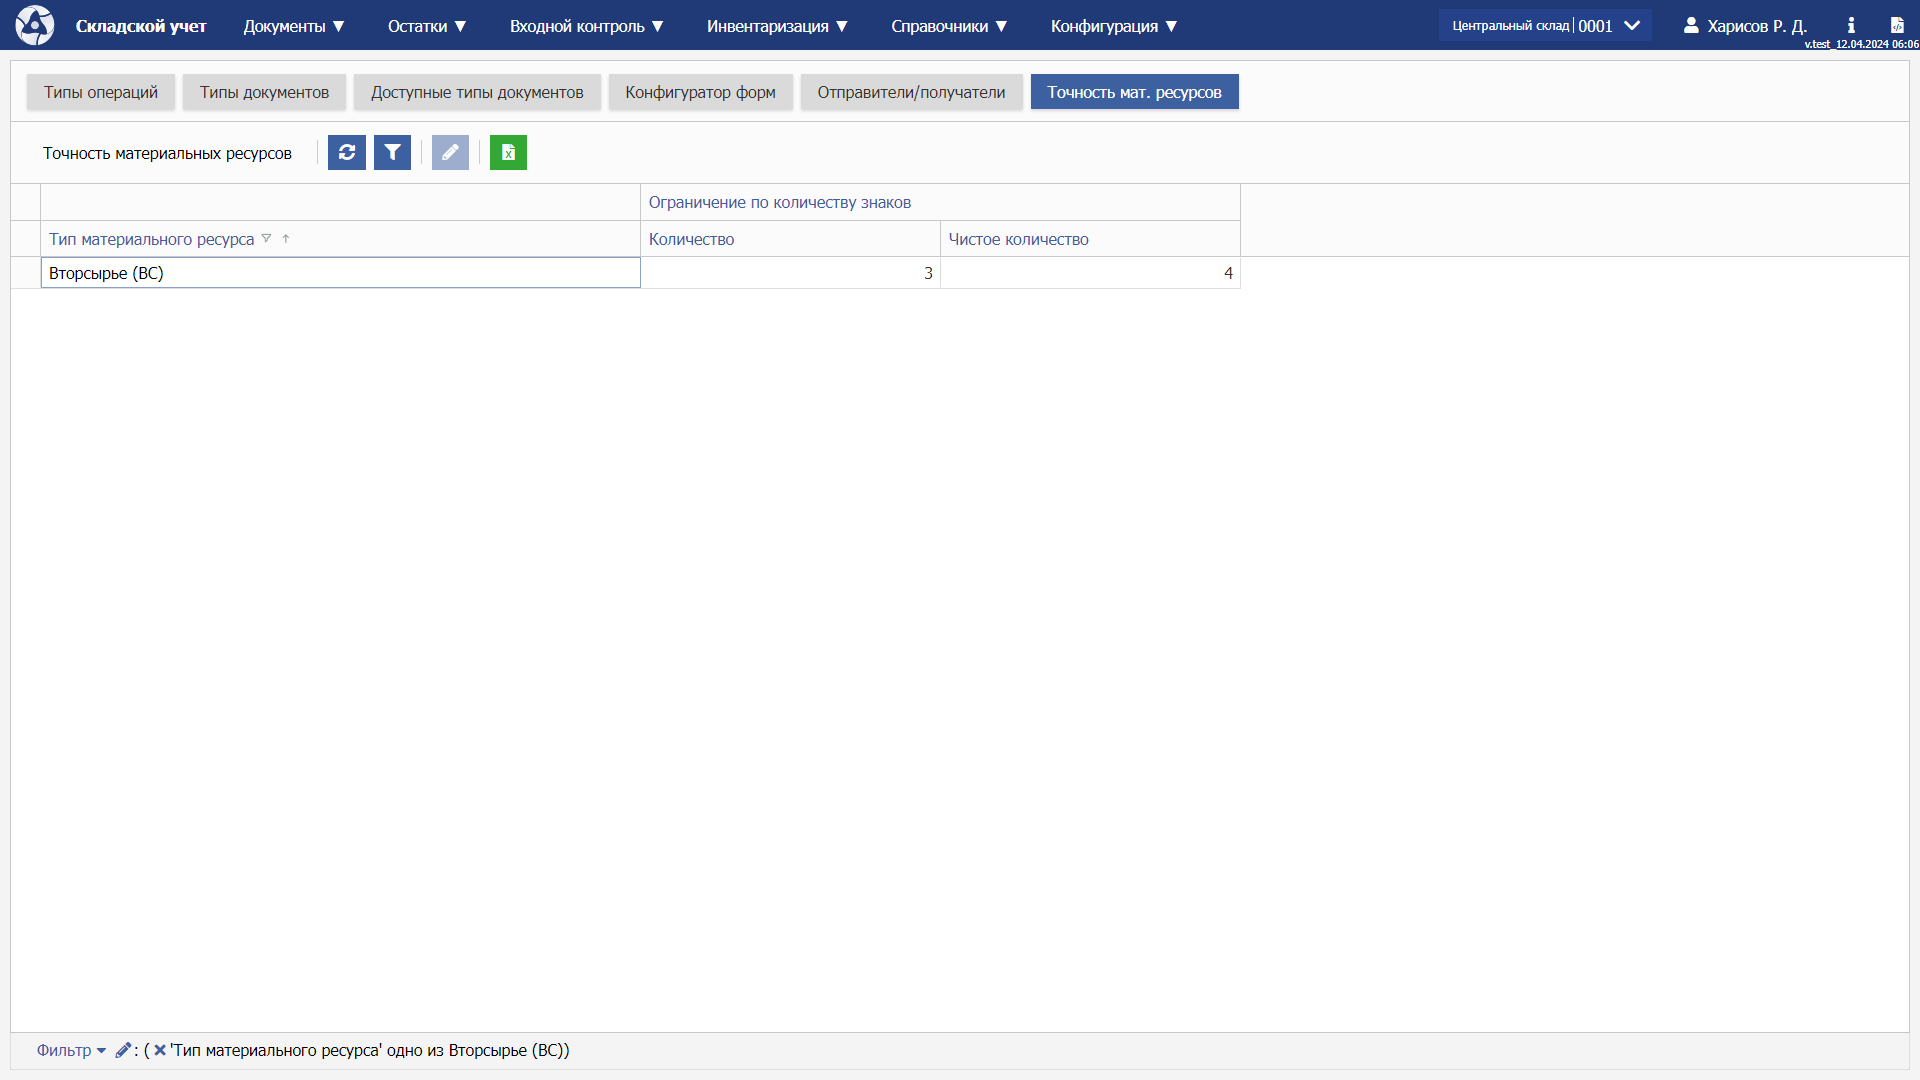 Складской учет Документы ▼ Остатки ▼ Входной контроль ▼ Инвентаризация ▼ Справочники ▼ Конфигурация ▼ Центральный склад | 0001 Харисов Р. Д.
v.test_12.04.2024 06:06
Типы операций Типы документов Доступные типы документов Конфигуратор форм Отправители/получатели Точность мат. ресурсов
Точность материальных ресурсов
Ограничение по количеству знаков
Тип материального ресурса Количество Чистое количество
Вторсырье (ВС) 3 4
Фильтр : ( 'Тип материального ресурса' одно из Вторсырье (ВС))